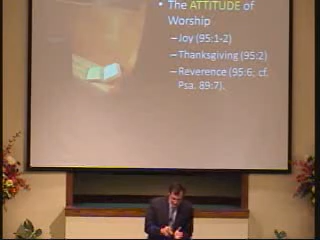 • The ATTITUDE of
Worship
–Joy (95:1-2)
–Thanksgiving (95:2)
–Reverence (95:6; cf.
Psa. 89:7).